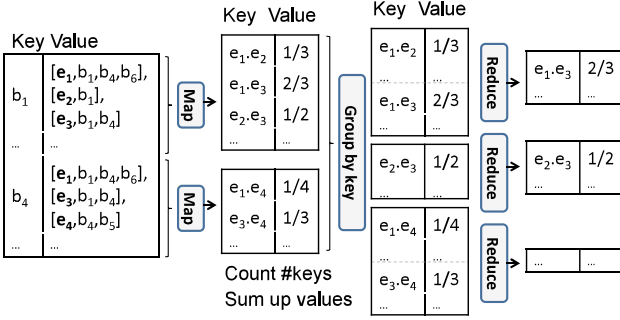 Key Value
b1
[e1,b1,b4,b6],
[e2,b1],
[e3,b1,b4]
... ...
b4
[e1,b1,b4,b6],
[e3,b1,b4],
[e4,b4,b5]
... ...
Map
Map
Key Value
e1.e2 1/3
e1.e3 2/3
e2.e3 1/2
... ...
e1.e4 1/4
e3.e4 1/3
... ...
Count #keys
Sum up values
Group by key
Key Value
e1.e2 1/3
... ...
e1.e3 2/3
... ...
e2.e3 1/2
... ...
e1.e4 1/4
... ...
e3.e4 1/3
... ...
Reduce
Reduce
Reduce
e1.e3 2/3
... ...
e2.e3 1/2
... ...
... ...